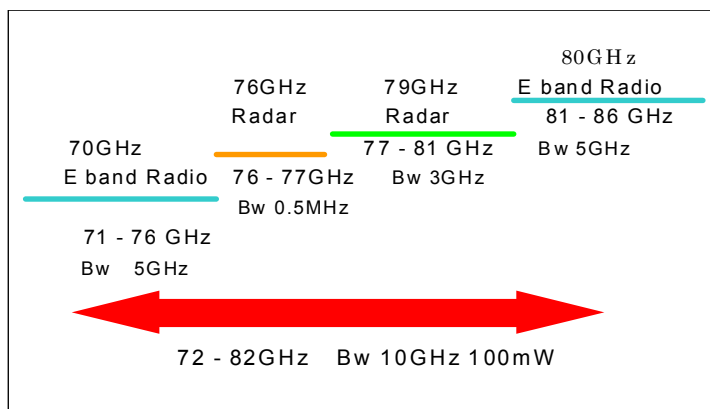 70GHz
E band Radio
71 - 76 GHz
Bw 5GHz
76GHz
Radar
76 - 77GHz
Bw 0.5MHz
79GHz
Radar
77 - 81 GHz
Bw 3GHz
80GHz
E band Radio
81 - 86 GHz
Bw 5GHz
72 - 82GHz Bw 10GHz 100mW